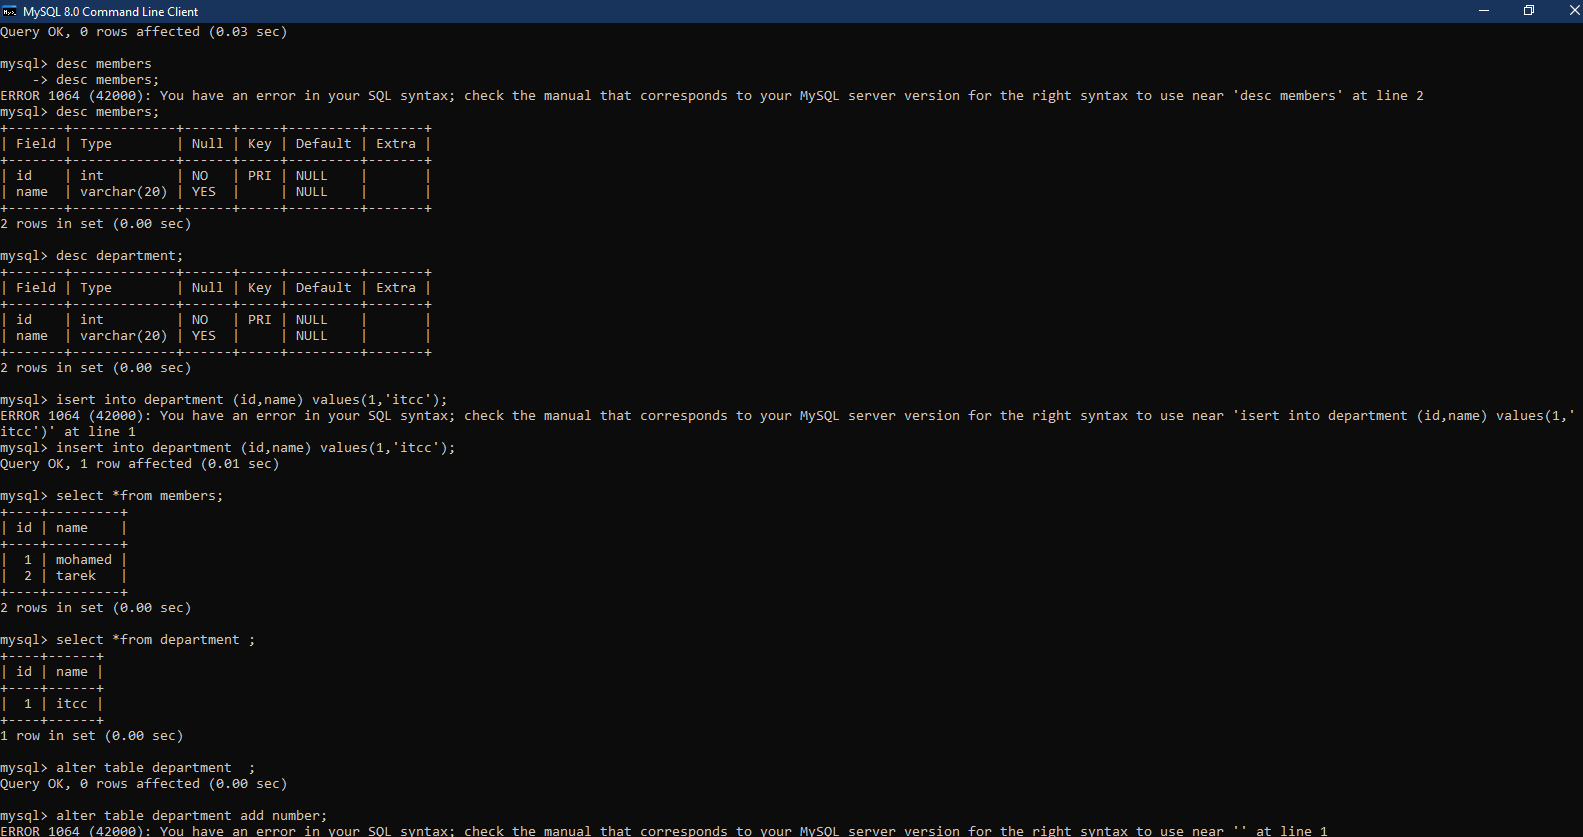 MySQL 8.0 Command Line Client
Query OK, 0 rows affected (0.03 sec)
mysql> desc members
    -> desc members;
ERROR 1064 (42000): You have an error in your SQL syntax; check the manual that corresponds to your MySQL server version for the right syntax to use near 'desc members' at line 2
mysql> desc members;
+-------+-------------+------+-----+---------+-------+
| Field | Type        | Null | Key | Default | Extra |
+-------+-------------+------+-----+---------+-------+
| id    | int         | NO   | PRI | NULL    |       |
| name  | varchar(20) | YES  |     | NULL    |       |
+-------+-------------+------+-----+---------+-------+
2 rows in set (0.00 sec)
mysql> desc department;
+-------+-------------+------+-----+---------+-------+
| Field | Type        | Null | Key | Default | Extra |
+-------+-------------+------+-----+---------+-------+
| id    | int         | NO   | PRI | NULL    |       |
| name  | varchar(20) | YES  |     | NULL    |       |
+-------+-------------+------+-----+---------+-------+
2 rows in set (0.00 sec)
mysql> isert into department (id,name) values(1,'itcc');
ERROR 1064 (42000): You have an error in your SQL syntax; check the manual that corresponds to your MySQL server version for the right syntax to use near 'isert into department (id,name) values(1,'
itcc')' at line 1
mysql> insert into department (id,name) values(1,'itcc');
Query OK, 1 row affected (0.01 sec)
mysql> select *from members;
+----+---------+
| id | name    |
+----+---------+
|  1 | mohamed |
|  2 | tarek   |
+----+---------+
2 rows in set (0.00 sec)
mysql> select *from department ;
+----+------+
| id | name |
+----+------+
|  1 | itcc |
+----+------+
1 row in set (0.00 sec)
mysql> alter table department  ;
Query OK, 0 rows affected (0.00 sec)
mysql> alter table department add number;
ERROR 1064 (42000): You have an error in your SQL syntax; check the manual that corresponds to your MySQL server version for the right syntax to use near '' at line 1